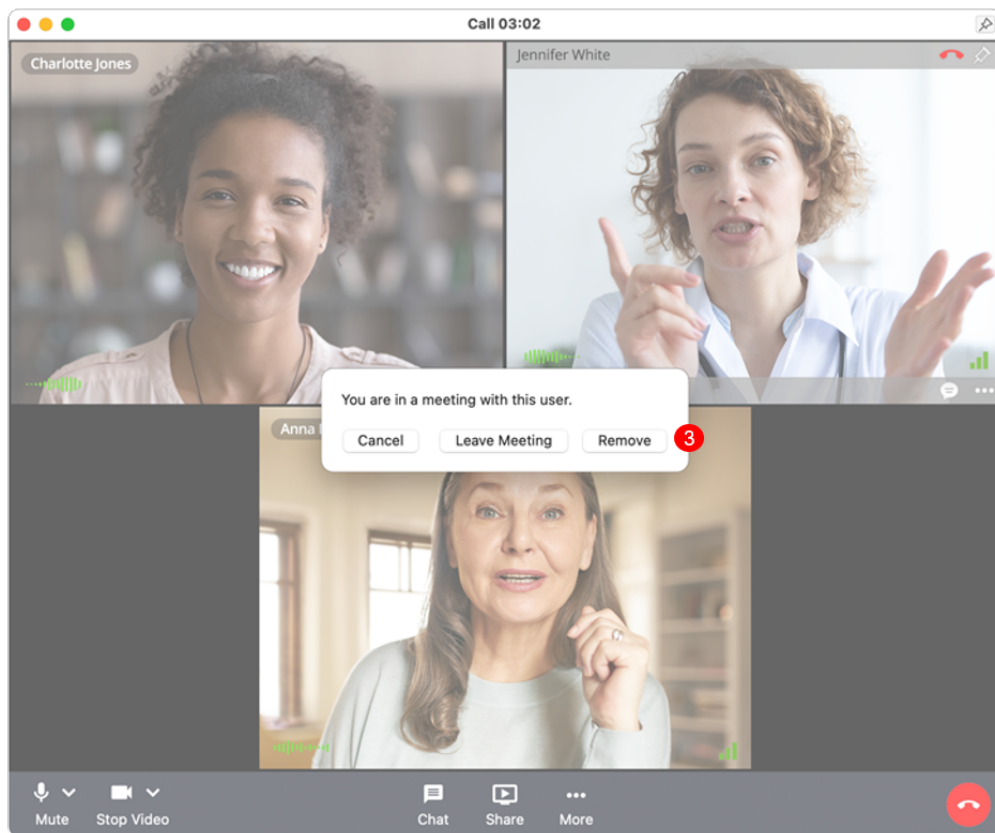 Call 03:02
Charlotte Jones
Jennifer White
Anna
You are in a meeting with this user.
Cancel
Leave Meeting
Remove
3
Mute
Stop Video
Chat
Share
More